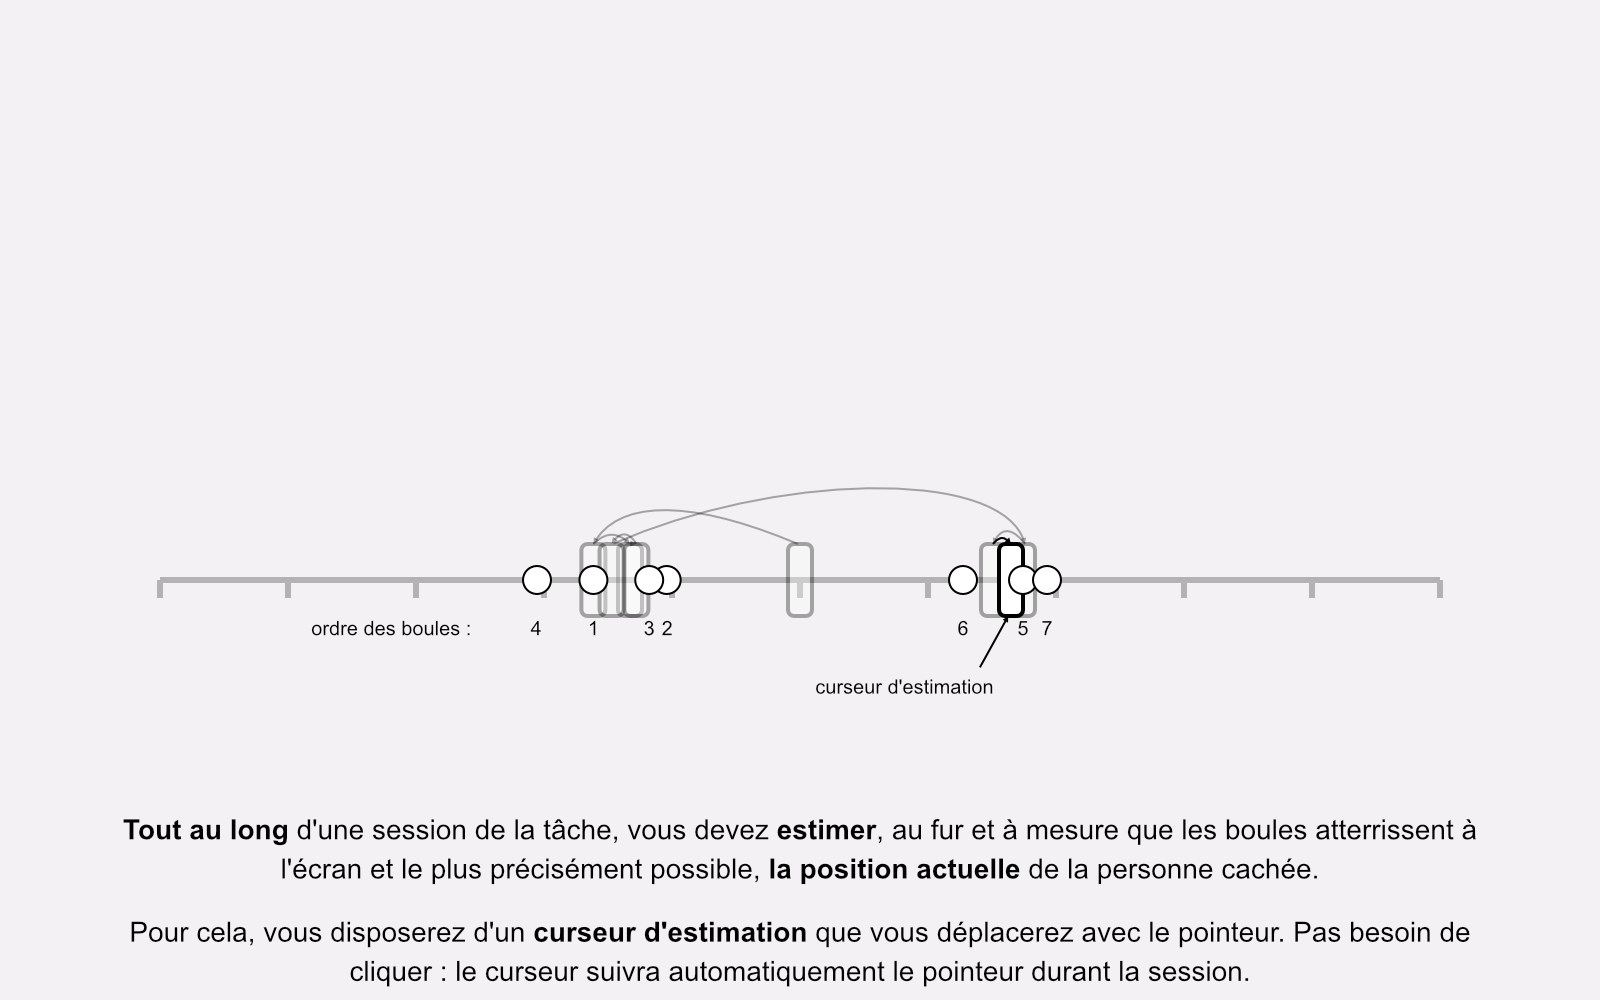 ordre des boules : 4 1 3 2 6 5 7
curseur d'estimation
Tout au long d'une session de la tâche, vous devez estimer, au fur et à mesure que les boules atterrissent à
l'écran et le plus précisément possible, la position actuelle de la personne cachée.
Pour cela, vous disposerez d'un curseur d'estimation que vous déplacerez avec le pointeur. Pas besoin de
cliquer : le curseur suivra automatiquement le pointeur durant la session.